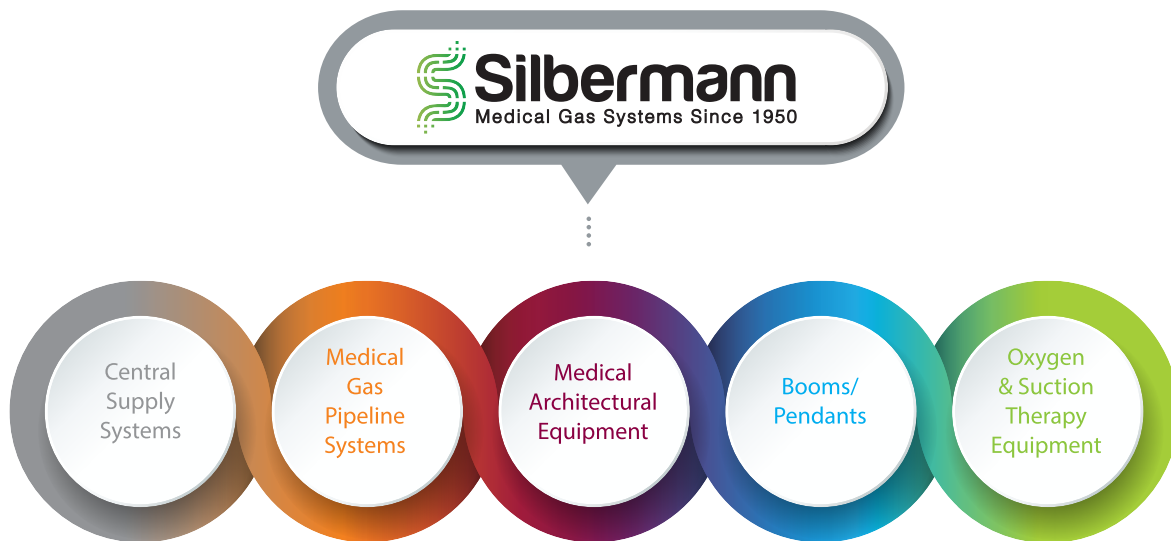 Silbermann
Medical Gas Systems Since 1950
Central
Supply
Systems
Medical
Gas
Pipeline
Systems
Medical
Architectural
Equipment
Booms/
Pendants
Oxygen
& Suction
Therapy
Equipment